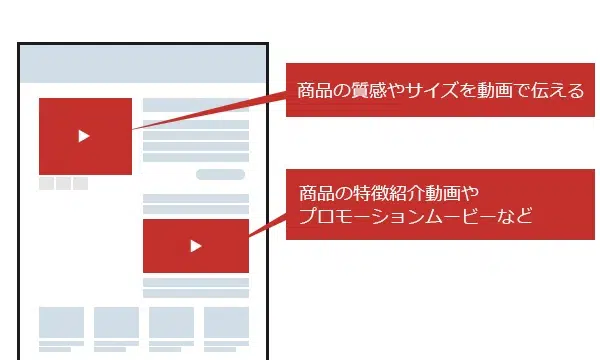 商品の質感やサイズを動画で伝える
商品の特徴紹介動画や
プロモーションムービーなど